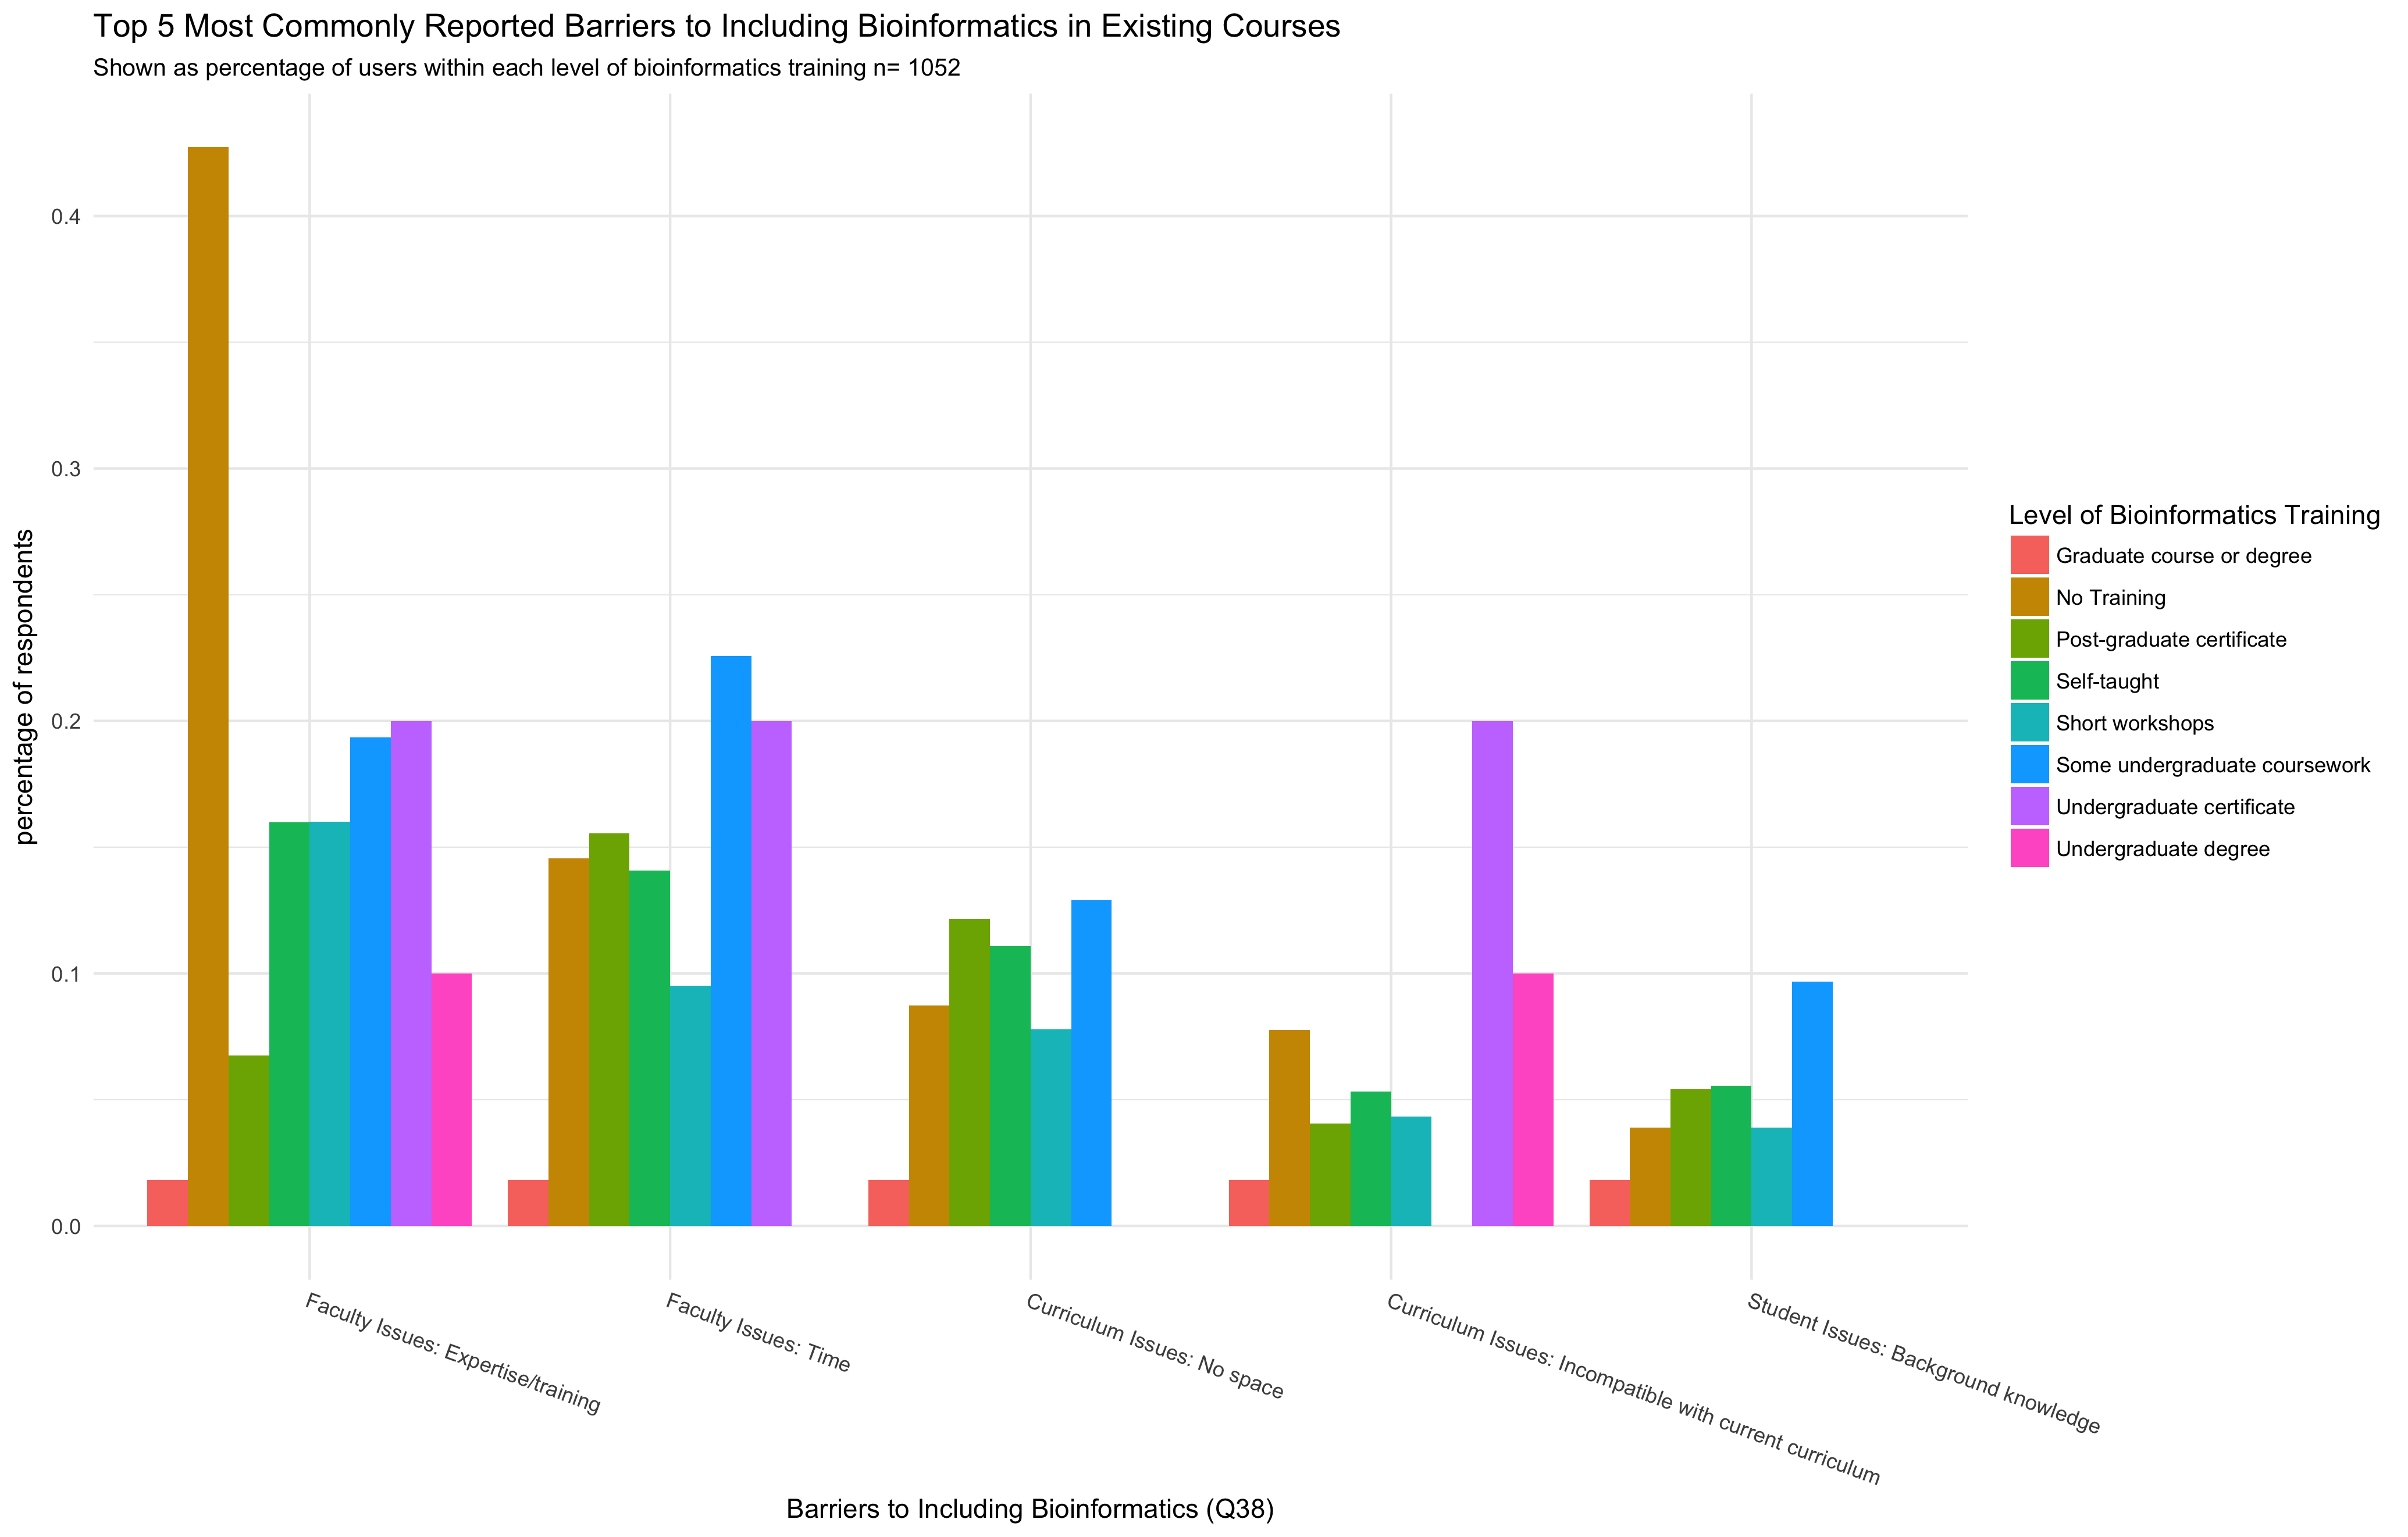 Top 5 Most Commonly Reported Barriers to Including Bioinformatics in Existing Courses
Shown as percentage of users within each level of bioinformatics training n= 1052
percentage of respondents
0.4
0.3
0.2
0.1
0.0
Faculty Issues: Expertise/training
Faculty Issues: Time
Curriculum Issues: No space
Curriculum Issues: Incompatible with current curriculum
Student Issues: Background knowledge
Barriers to Including Bioinformatics (Q38)
Level of Bioinformatics Training
Graduate course or degree
No Training
Post-graduate certificate
Self-taught
Short workshops
Some undergraduate coursework
Undergraduate certificate
Undergraduate degree